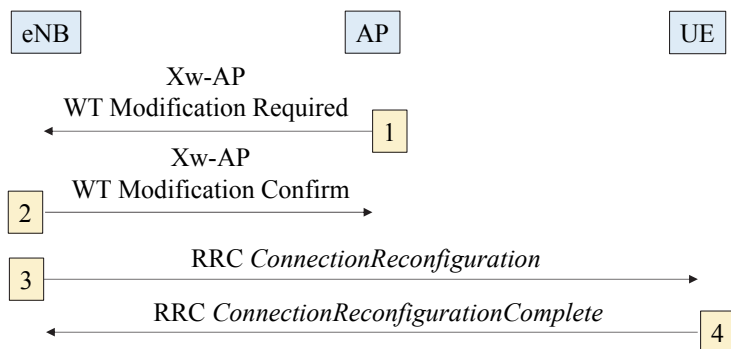 eNB AP UE
Xw-AP
WT Modification Required
1
Xw-AP
WT Modification Confirm
2
RRC ConnectionReconfiguration
3
RRC ConnectionReconfigurationComplete
4